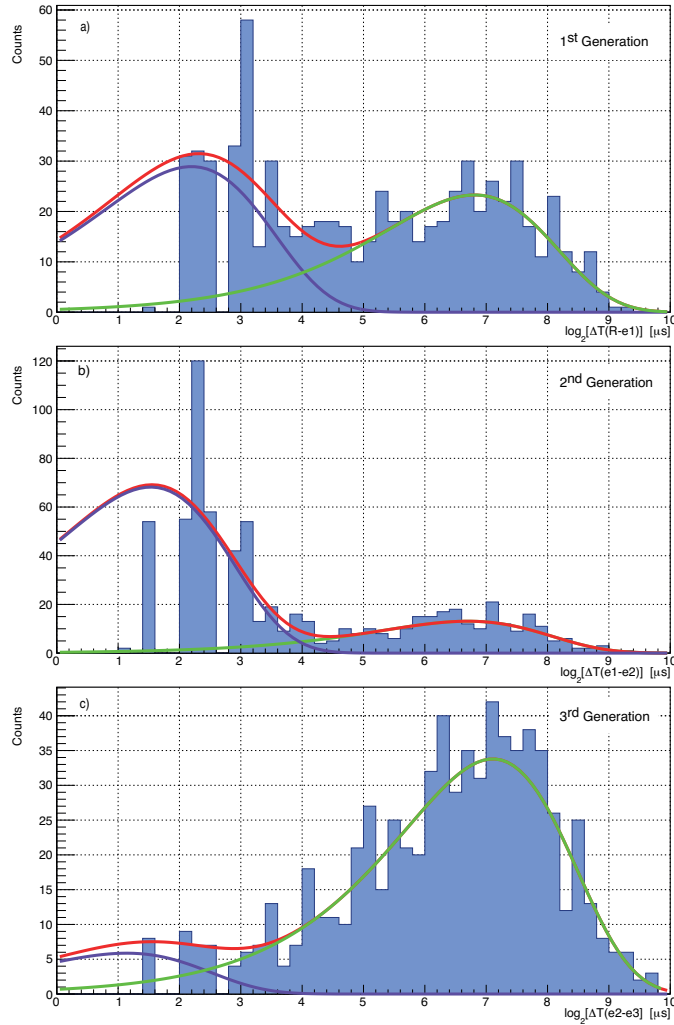 a)
1st Generation
Counts
60
50
40
30
20
10
0
0 1 2 3 4 5 6 7 8 9 10
log2[ΔT(R-e1)] [μs]
b)
2nd Generation
Counts
120
100
80
60
40
20
0
0 1 2 3 4 5 6 7 8 9 10
log2[ΔT(e1-e2)] [μs]
c)
3rd Generation
Counts
40
35
30
25
20
15
10
5
0
0 1 2 3 4 5 6 7 8 9 10
log2[ΔT(e2-e3)] [μs]